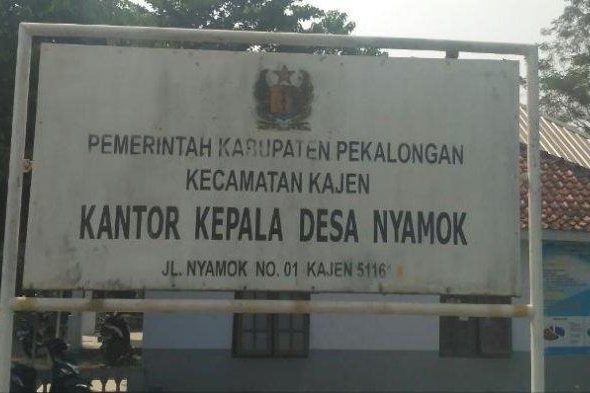 PEMERINTAH KABUPATEN PEKALONGAN
KECAMATAN KAJEN
KANTOR KEPALA DESA NYAMOK
JL. NYAMOK NO. 01 KAJEN